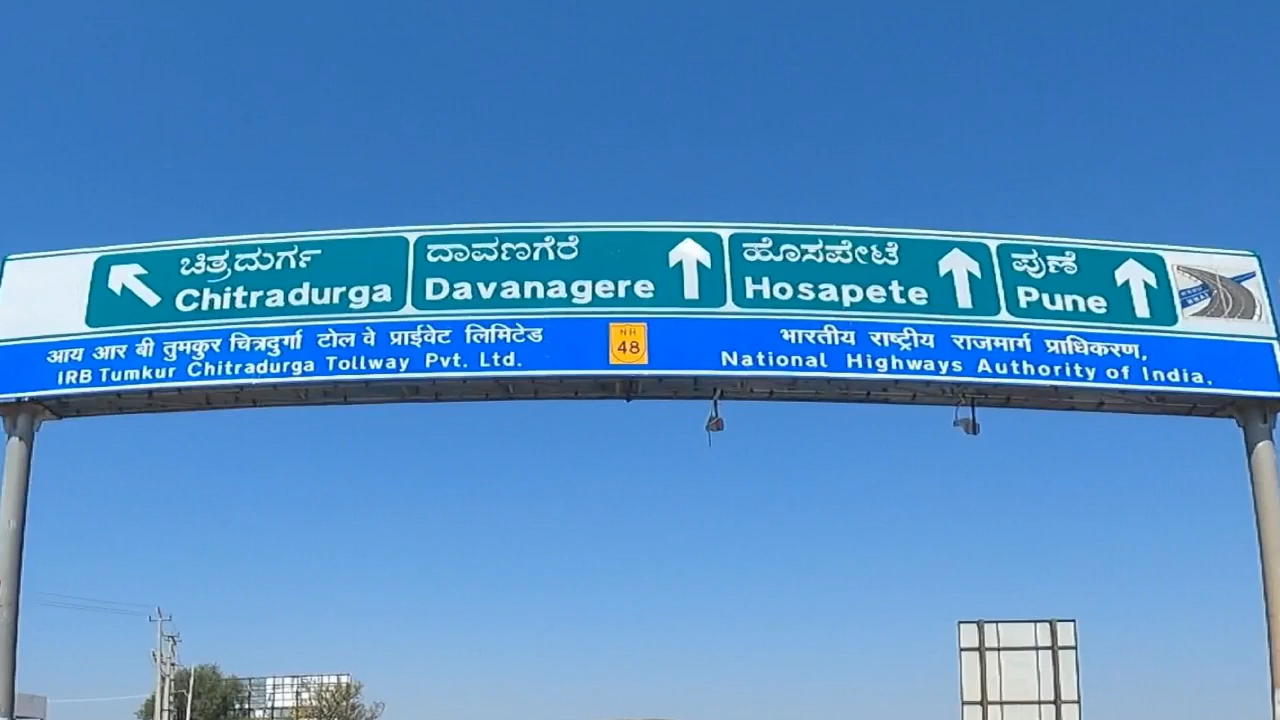 ಚಿತ್ರದುರ್ಗ
Chitradurga
ದಾವಣಗೆರೆ
Davanagere
ಹೊಸಪೇಟೆ
Hosapete
ಪುಣೆ
Pune
आय आर बी तुमकुर चित्रदुर्गा टोल वे प्राईवेट लिमिटेड
IRB Tumkur Chitradurga Tollway Pvt. Ltd.
NH
48
भारतीय राष्ट्रीय राजमार्ग प्राधिकरण,
National Highways Authority of India,